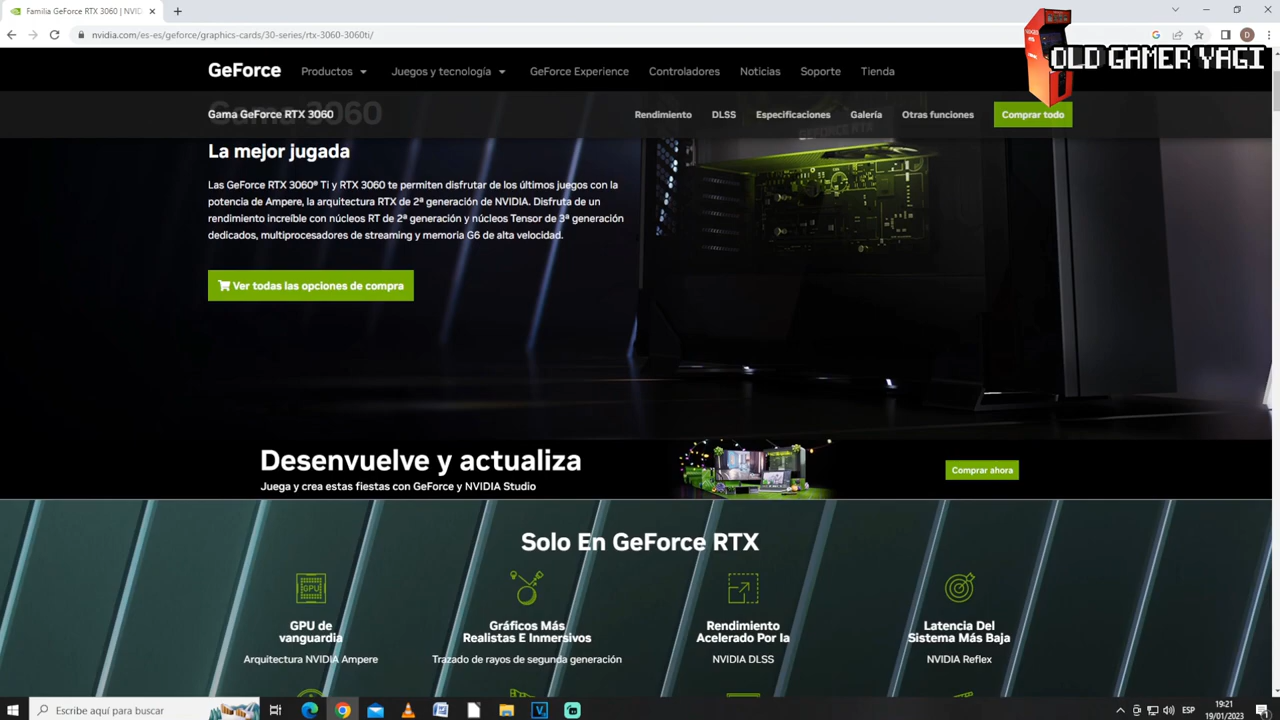 Familia GeForce RTX 3060 | NVID
nvidia.com/es-es/geforce/graphics-cards/30-series/rtx-3060-3060ti/
D
OLD GAMER YAGI
GeForce
Productos
Juegos y tecnología
GeForce Experience
Controladores
Noticias
Soporte
Tienda
Gama 3060
Gama GeForce RTX 3060
Rendimiento
DLSS
Especificaciones
Galería
Otras funciones
Comprar todo
GEFORCE RTX
La mejor jugada
Las GeForce RTX 3060® Ti y RTX 3060 te permiten disfrutar de los últimos juegos con la
potencia de Ampere, la arquitectura RTX de 2ª generación de NVIDIA. Disfruta de un
rendimiento increíble con núcleos RT de 2ª generación y núcleos Tensor de 3ª generación
dedicados, multiprocesadores de streaming y memoria G6 de alta velocidad.
Ver todas las opciones de compra
Desenvuelve y actualiza
Juega y crea estas fiestas con GeForce y NVIDIA Studio
Comprar ahora
Solo En GeForce RTX
GPU
GPU de
vanguardia
Arquitectura NVIDIA Ampere
Gráficos Más
Realistas E Inmersivos
Trazado de rayos de segunda generación
Rendimiento
Acelerado Por la
NVIDIA DLSS
Latencia Del
Sistema Más Baja
NVIDIA Reflex
Escribe aquí para buscar
ESP
19:21
19/01/2023